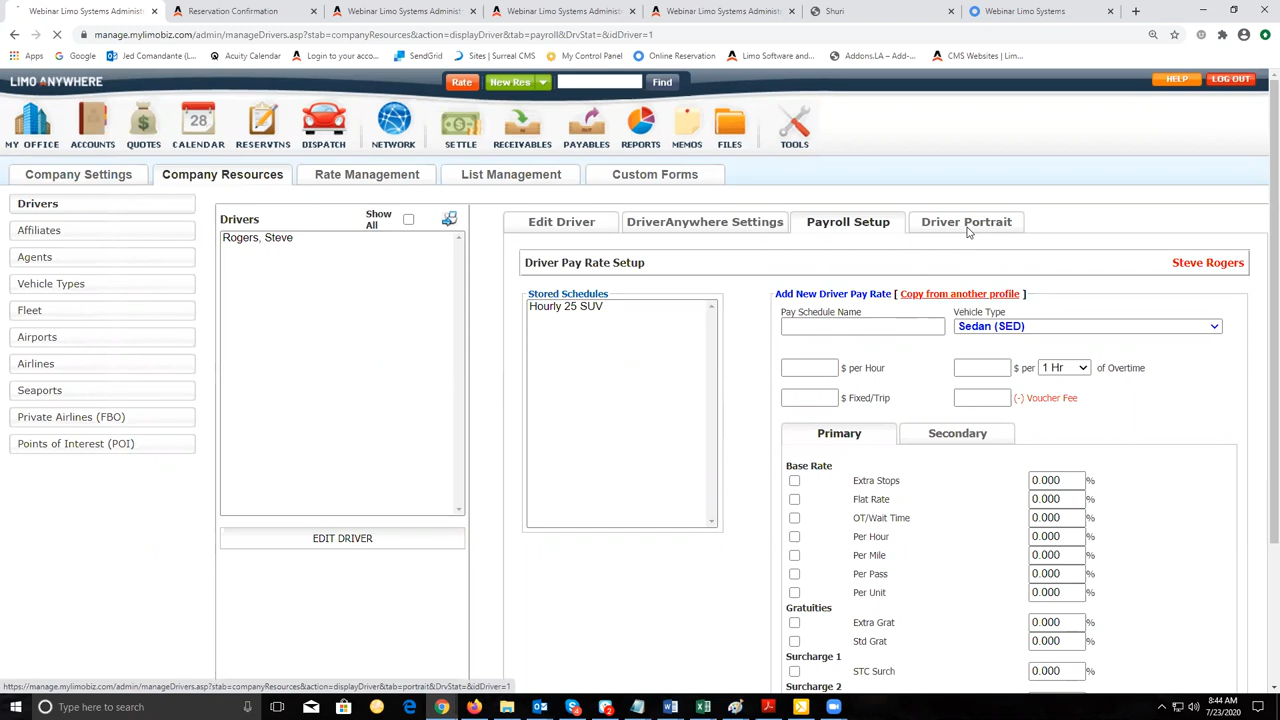 Webinar Limo Systems Administ
Reservation Confirmation
Webinar Limo Systems Administ
Webinar Limo Systems Administ
Webinar Limo Systems Administ
Shuri
Webinar Limo Systems
manage.mylimobiz.com/admin/manageDrivers.asp?stab=companyResources&action=displayDriver&tab=payroll&DrvStat=&idDriver=1
Apps
Google
Jed Comandante (@...
Acuity Calendar
Login to your acco...
SendGrid
Sites | Surreal CMS
My Control Panel
Online Reservation
Limo Software and...
Addons.LA – Add-...
CMS Websites | Lim...
LIMO ANYWHERE
Rate
New Res
Find
HELP
LOG OUT
28
MY OFFICE
ACCOUNTS
QUOTES
CALENDAR
RESERVTNS
DISPATCH
NETWORK
SETTLE
RECEIVABLES
PAYABLES
REPORTS
MEMOS
FILES
TOOLS
Company Settings
Company Resources
Rate Management
List Management
Custom Forms
Drivers
Affiliates
Agents
Vehicle Types
Fleet
Airports
Airlines
Seaports
Private Airlines (FBO)
Points of Interest (POI)
Drivers
Show All
Rogers, Steve
EDIT DRIVER
Edit Driver
DriverAnywhere Settings
Payroll Setup
Driver Portrait
Driver Pay Rate Setup
Steve Rogers
Stored Schedules
Hourly 25 SUV
Add New Driver Pay Rate [ Copy from another profile ]
Pay Schedule Name
Vehicle Type
Sedan (SED)
$ per Hour
$ per 1 Hr of Overtime
$ Fixed/Trip
(-) Voucher Fee
Primary
Secondary
Base Rate
Extra Stops 0.000 %
Flat Rate 0.000 %
OT/Wait Time 0.000 %
Per Hour 0.000 %
Per Mile 0.000 %
Per Pass 0.000 %
Per Unit 0.000 %
Gratuities
Extra Grat 0.000 %
Std Grat 0.000 %
Surcharge 1
STC Surch 0.000 %
Surcharge 2
https://manage.mylimobiz.com/admin/manageDrivers.asp?stab=companyResources&action=displayDriver&tab=portrait&DrvStat=&idDriver=1
Type here to search
8:44 AM
7/23/2020